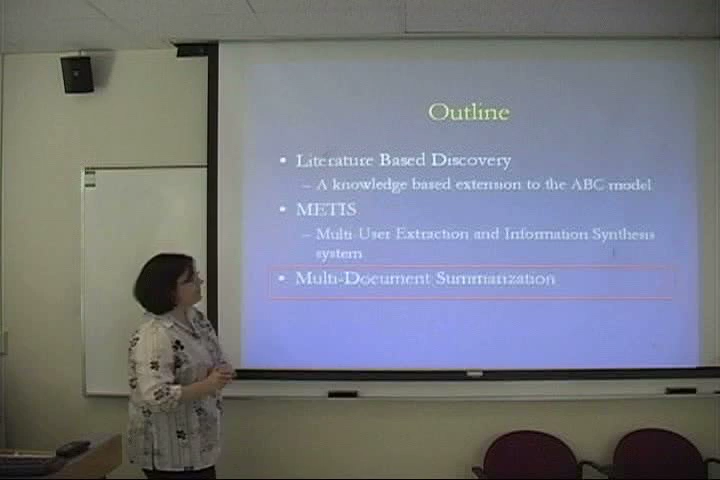 Outline
• Literature Based Discovery
– A knowledge based extension to the ABC model
• METIS
– Multi-User Extraction and Information Synthesis
system
• Multi-Document Summarization